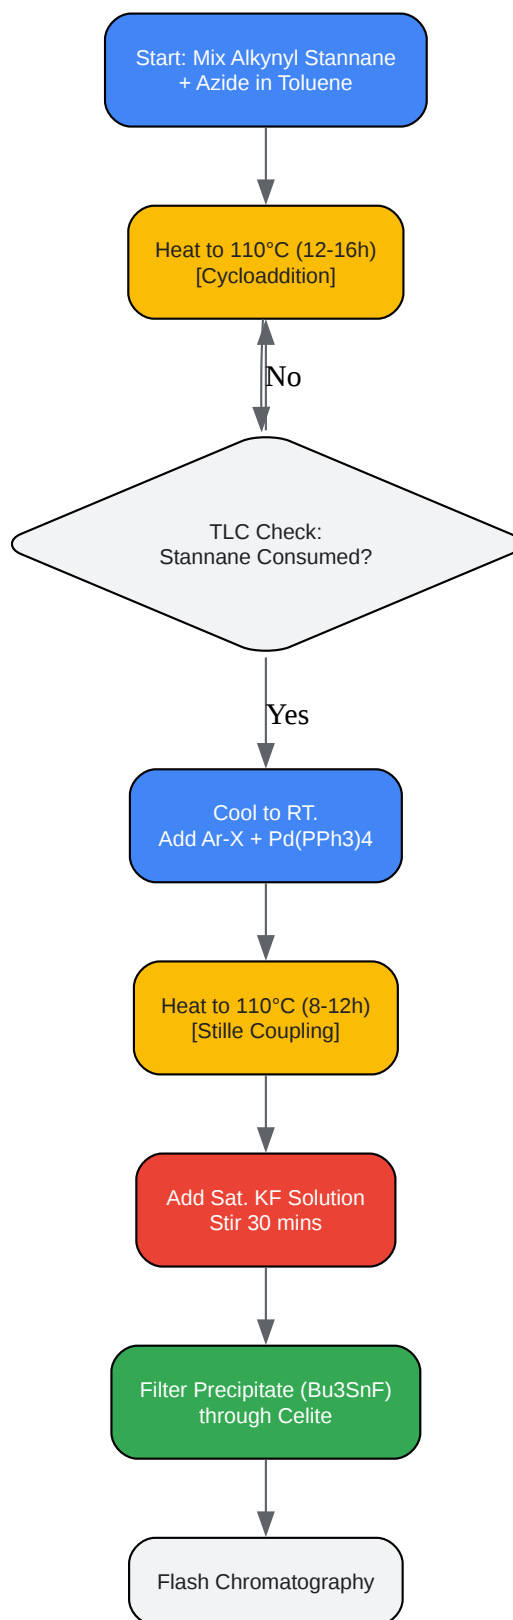 Start: Mix Alkynyl Stannane
+ Azide in Toluene
Heat to 110°C (12-16h)
[Cycloaddition]
No
TLC Check:
Stannane Consumed?
Yes
Cool to RT.
Add Ar-X + Pd(PPh3)4
Heat to 110°C (8-12h)
[Stille Coupling]
Add Sat. KF Solution
Stir 30 mins
Filter Precipitate (Bu3SnF)
through Celite
Flash Chromatography